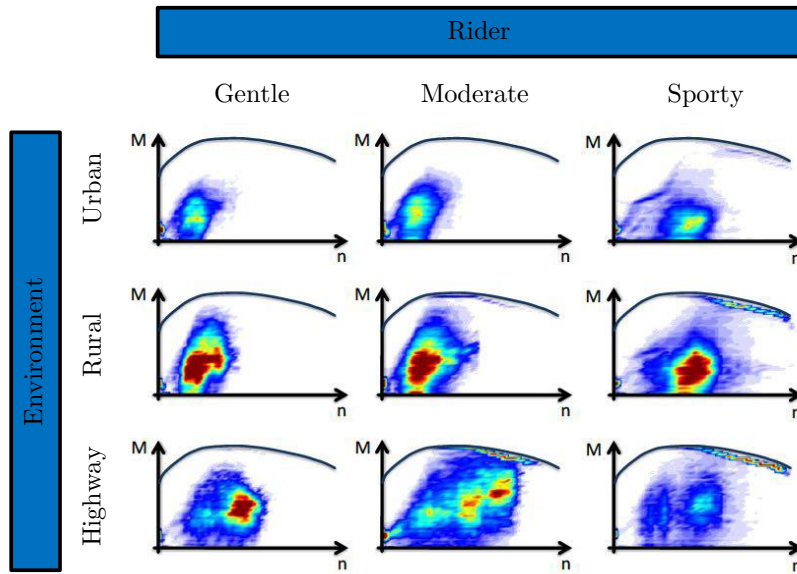 Rider
Gentle Moderate Sporty
Environment
Urban
M n M n M n
Rural
M n M n M n
Highway
M n M n M n